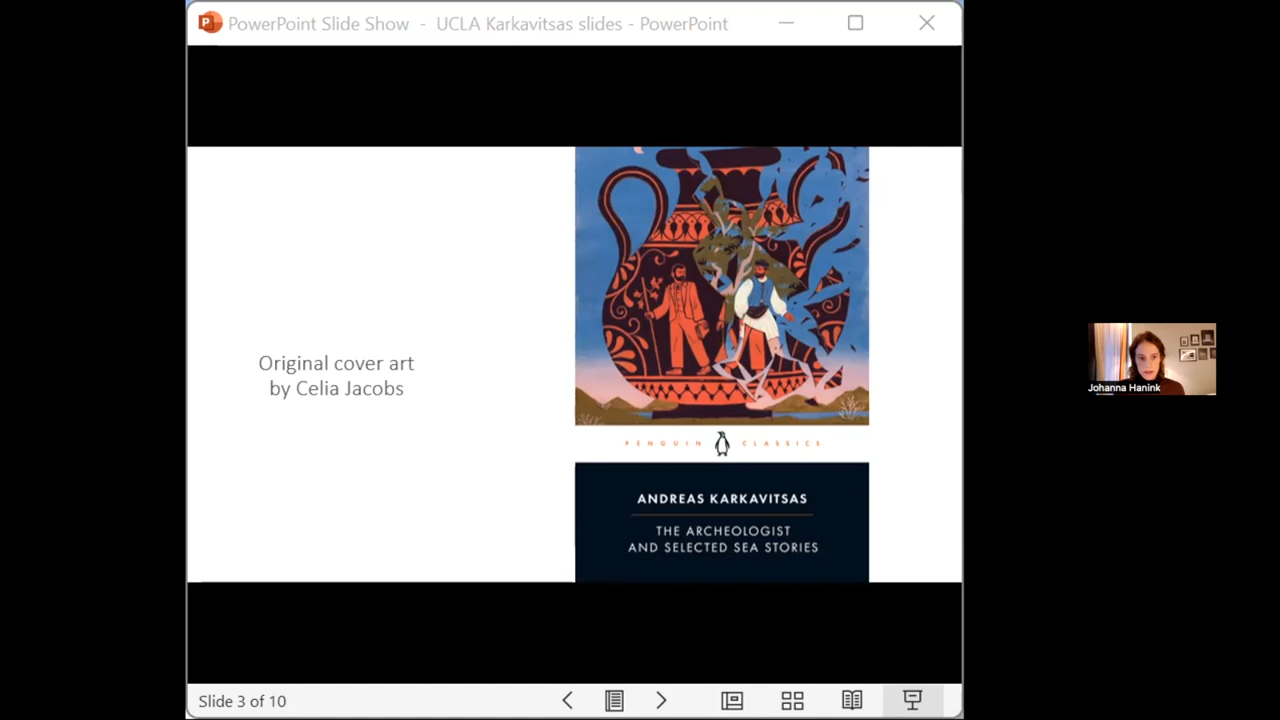 PowerPoint Slide Show - UCLA Karkavitsas slides - PowerPoint
Original cover art
by Celia Jacobs
PENGUIN CLASSICS
ANDREAS KARKAVITSAS
THE ARCHEOLOGIST
AND SELECTED SEA STORIES
Johanna Hanink
Slide 3 of 10